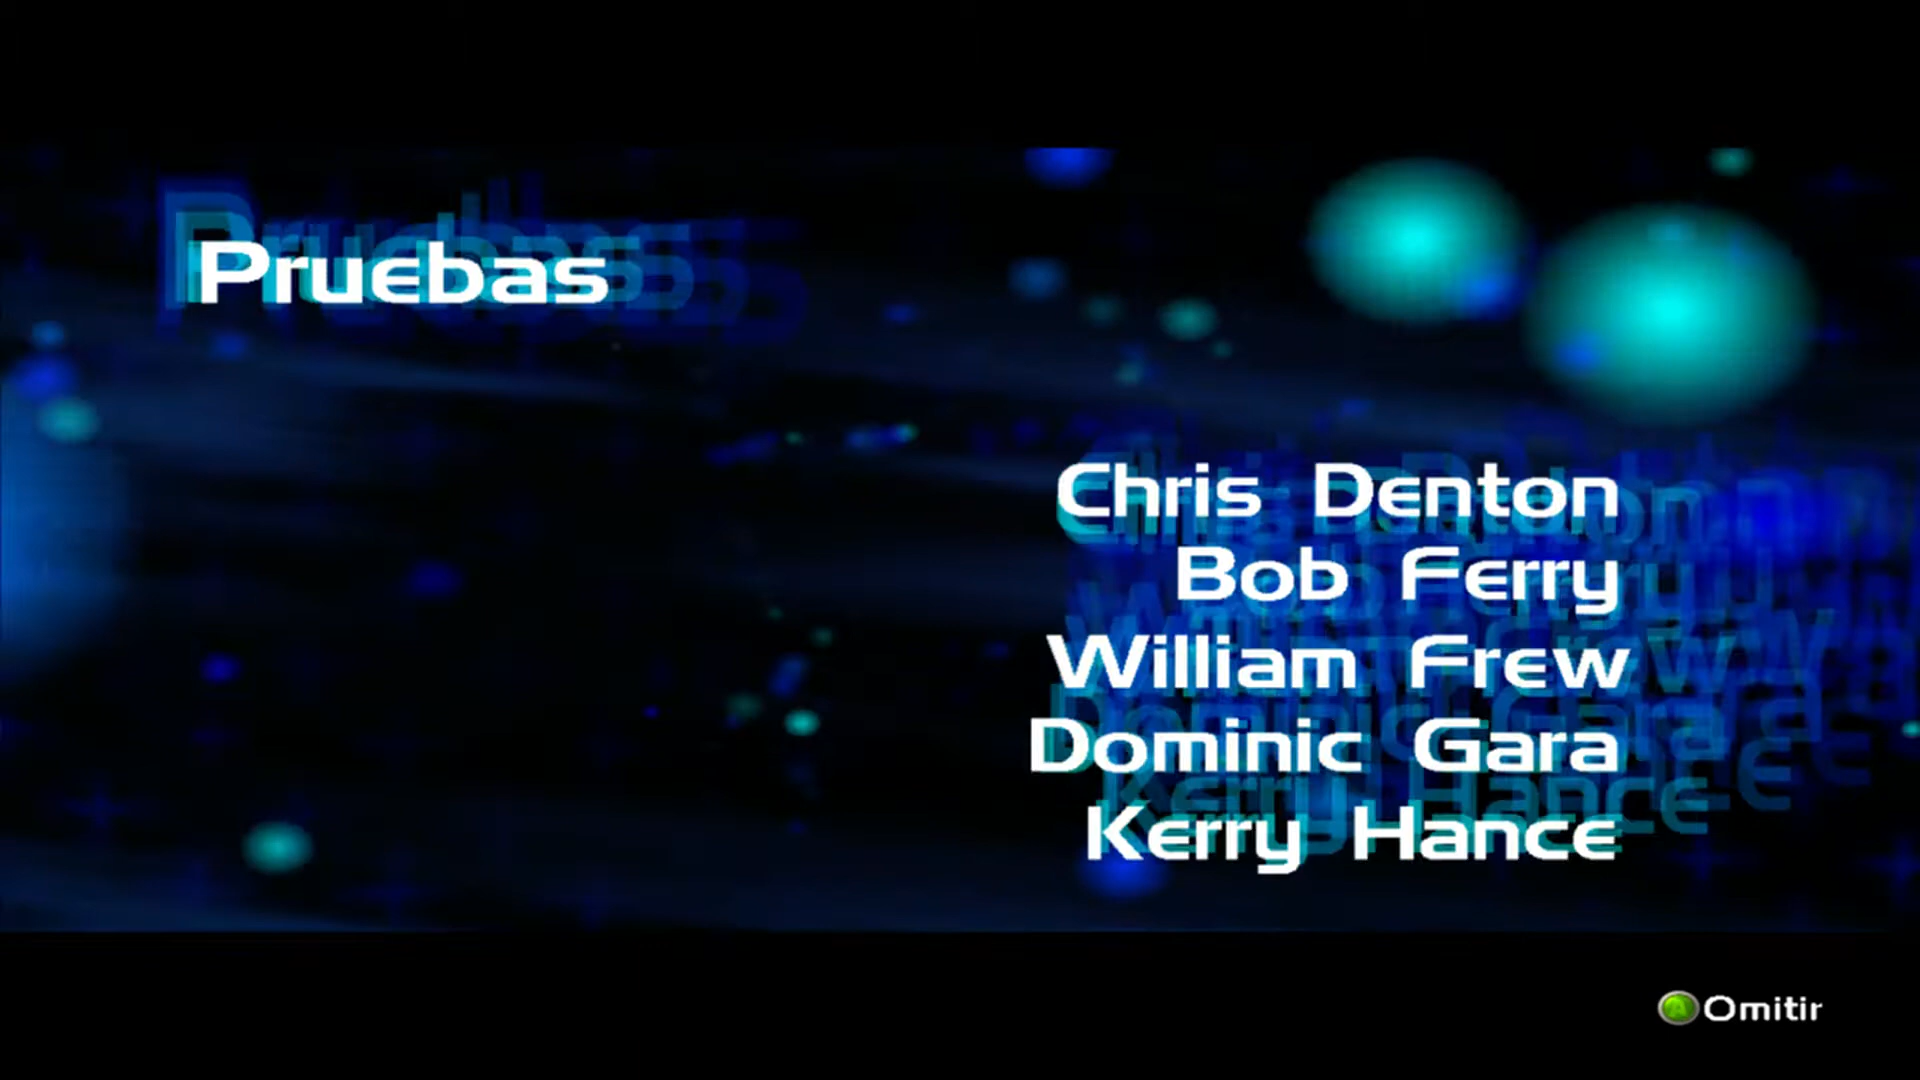 Pruebas
Chris Denton
Bob Ferry
William Frew
Dominic Gara
Kerry Hance
A Omitir